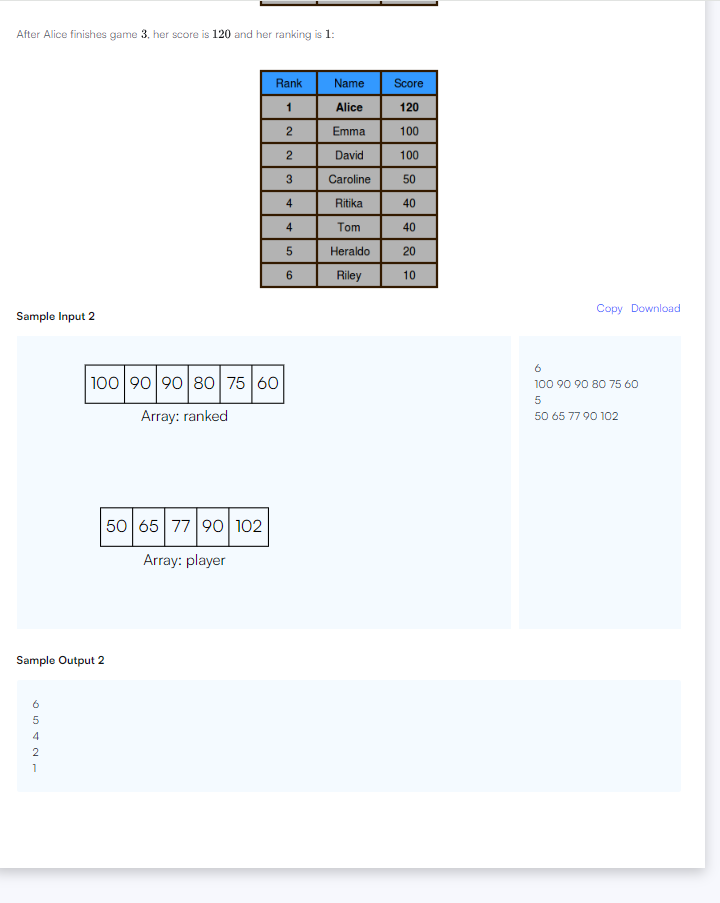 After Alice finishes game 3, her score is 120 and her ranking is 1:
Rank Name Score
1 Alice 120
2 Emma 100
2 David 100
3 Caroline 50
4 Ritika 40
4 Tom 40
5 Heraldo 20
6 Riley 10
Copy Download
Sample Input 2
100 90 90 80 75 60
Array: ranked
50 65 77 90 102
Array: player
6
100 90 90 80 75 60
5
50 65 77 90 102
Sample Output 2
6
5
4
2
1